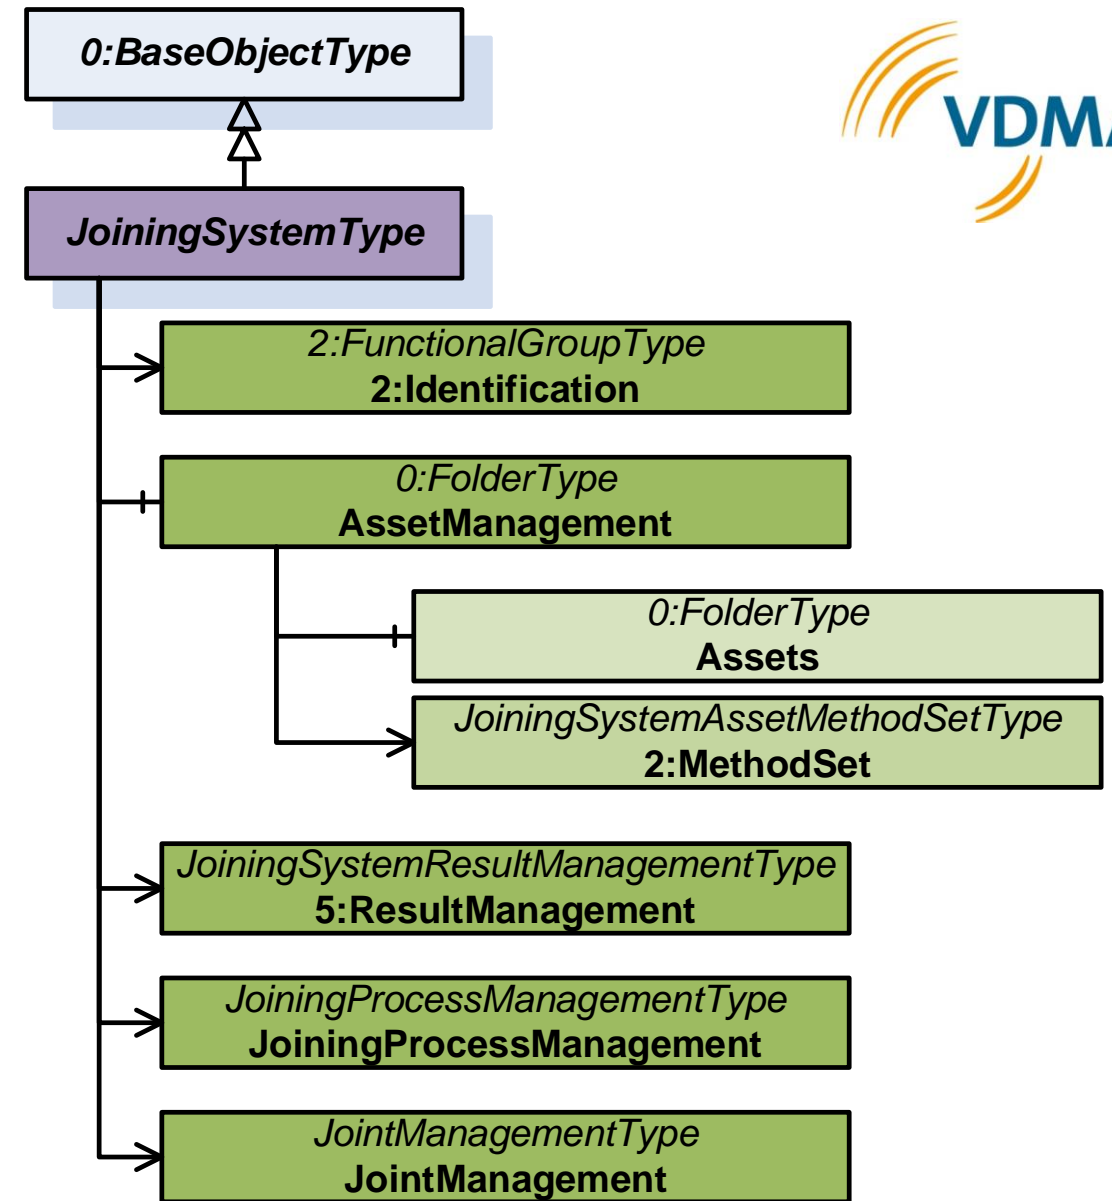 0:BaseObjectType
VDMA
JoiningSystemType
2:FunctionalGroupType
2:Identification
0:FolderType
AssetManagement
0:FolderType
Assets
JoiningSystemAssetMethodSetType
2:MethodSet
JoiningSystemResultManagementType
5:ResultManagement
JoiningProcessManagementType
JoiningProcessManagement
JointManagementType
JointManagement